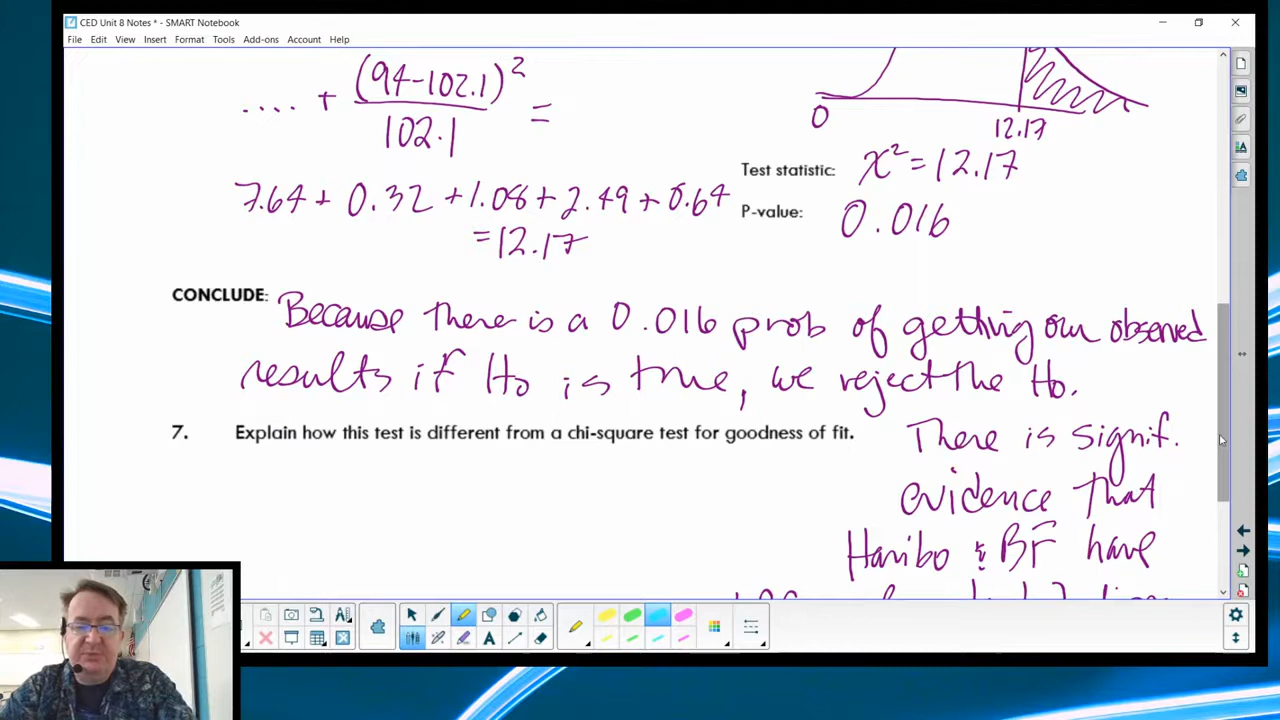 CED Unit 8 Notes * - SMART Notebook
File Edit View Insert Format Tools Add-ons Account Help
.... + (94-102.1)² / 102.1 =
0
12.17
Test statistic: χ² = 12.17
7.64 + 0.32 + 1.08 + 2.49 + 0.64
= 12.17
P-value: 0.016
CONCLUDE: Because there is a 0.016 prob of getting our observed
results if Ho is true, we reject the Ho.
7. Explain how this test is different from a chi-square test for goodness of fit.
There is signif.
evidence that
Haribo & BF have